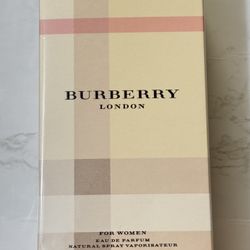 BURBERRY
LONDON
FOR WOMEN
EAU DE PARFUM
NATURAL SPRAY VAPORISATEUR